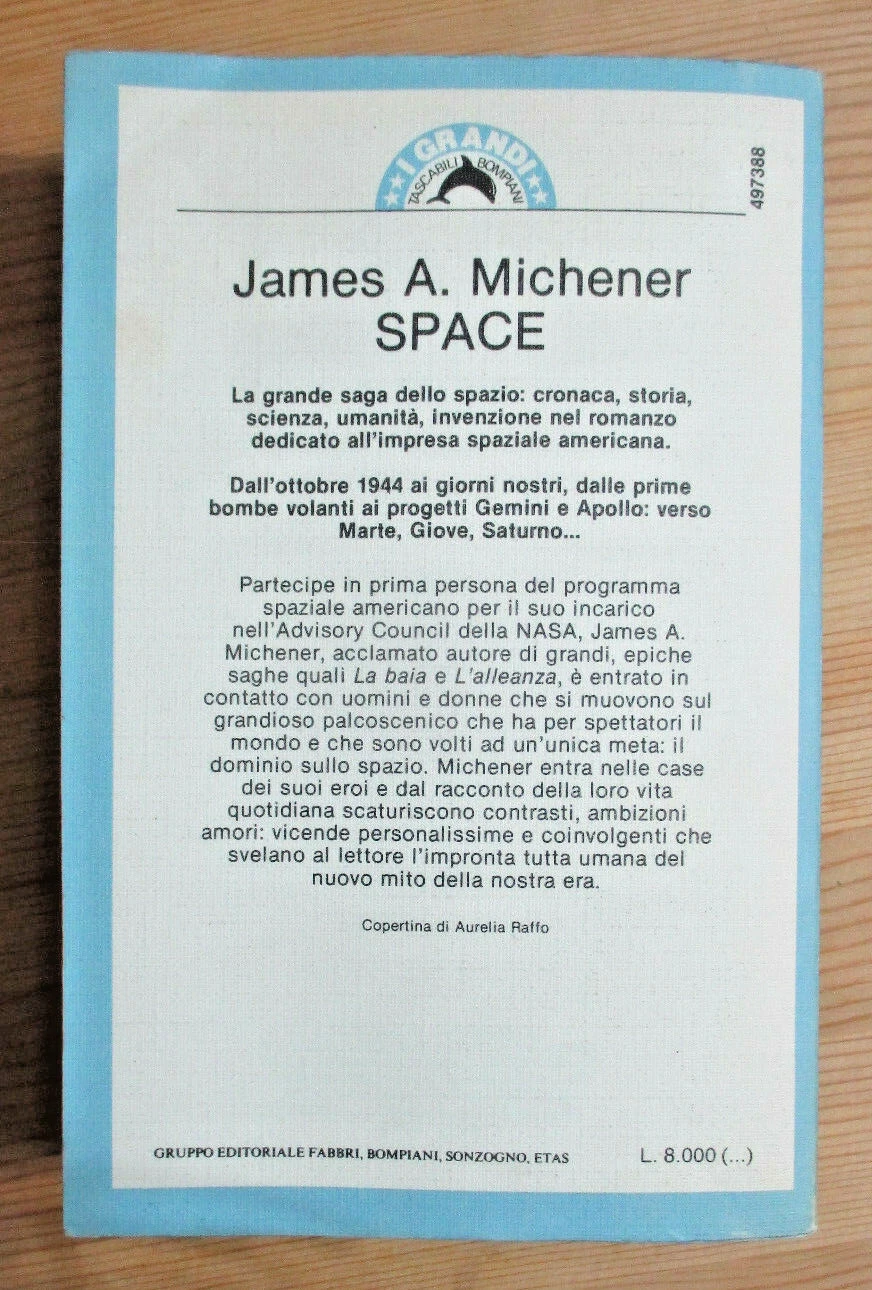 I GRANDI
TASCABILI BOMPIANI
497388
James A. Michener
SPACE
La grande saga dello spazio: cronaca, storia,
scienza, umanità, invenzione nel romanzo
dedicato all'impresa spaziale americana.
Dall'ottobre 1944 ai giorni nostri, dalle prime
bombe volanti ai progetti Gemini e Apollo: verso
Marte, Giove, Saturno...
Partecipe in prima persona del programma
spaziale americano per il suo incarico
nell'Advisory Council della NASA, James A.
Michener, acclamato autore di grandi, epiche
saghe quali La baia e L'alleanza, è entrato in
contatto con uomini e donne che si muovono sul
grandioso palcoscenico che ha per spettatori il
mondo e che sono volti ad un'unica meta: il
dominio sullo spazio. Michener entra nelle case
dei suoi eroi e dal racconto della loro vita
quotidiana scaturiscono contrasti, ambizioni
amori: vicende personalissime e coinvolgenti che
svelano al lettore l'impronta tutta umana del
nuovo mito della nostra era.
Copertina di Aurelia Raffo
GRUPPO EDITORIALE FABBRI, BOMPIANI, SONZOGNO, ETAS
L. 8.000 (...)